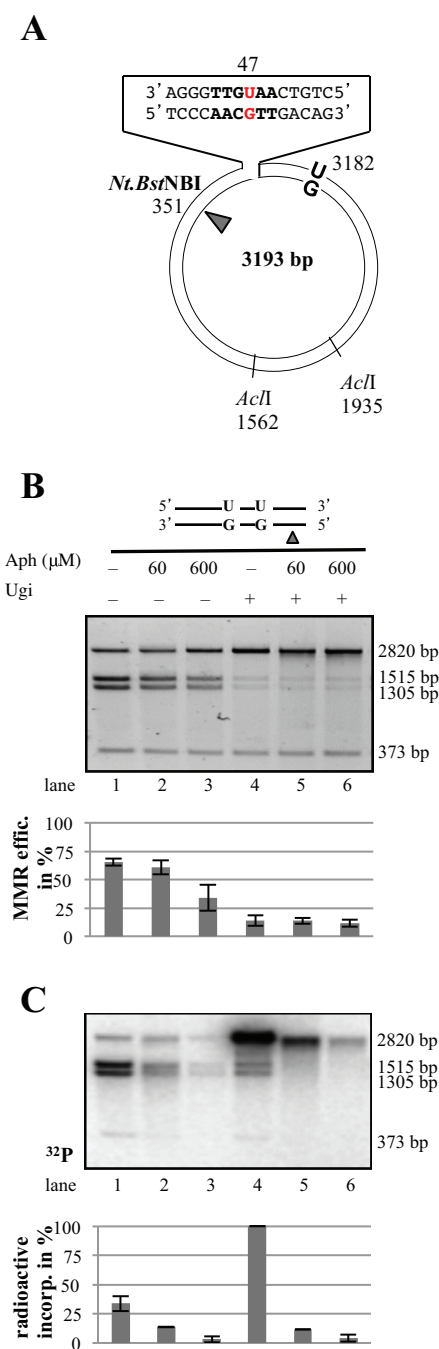 A
47
3' AGGGTTGUAACTGTC5'
5' TCCCAACGTTGACAG3'
Nt.BstNBI
351
U
G
3182
3193 bp
AclI
1562
AclI
1935
B
5' U U 3'
3' G G 5'
Aph (μM) – 60 600 – 60 600
Ugi – – – + + +
2820 bp
1515 bp
1305 bp
373 bp
lane 1 2 3 4 5 6
MMR effic.
in %
100
75
50
25
0
C
2820 bp
1515 bp
1305 bp
373 bp
32P
lane 1 2 3 4 5 6
radioactive
incorp. in %
100
75
50
25
0